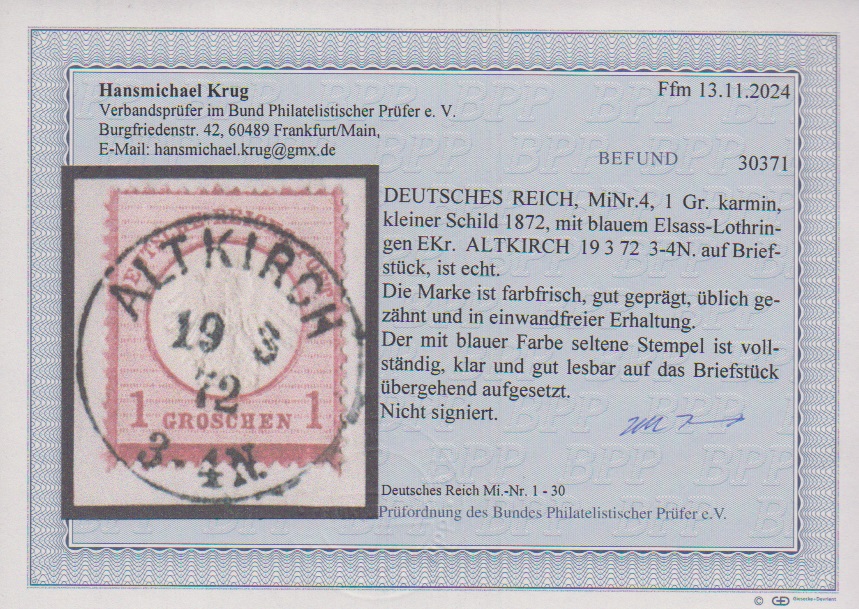 Hansmichael Krug
Verbandsprüfer im Bund Philatelistischer Prüfer e. V.
Burgfriedenstr. 42, 60489 Frankfurt/Main,
E-Mail: hansmichael.krug@gmx.de
Ffm 13.11.2024
BEFUND
30371
DEUTSCHES REICH, MiNr.4, 1 Gr. karmin,
kleiner Schild 1872, mit blauem Elsass-Lothrin-
gen EKr. ALTKIRCH 19 3 72 3-4N. auf Brief-
stück, ist echt.
Die Marke ist farbfrisch, gut geprägt, üblich ge-
zähnt und in einwandfreier Erhaltung.
Der mit blauer Farbe seltene Stempel ist voll-
ständig, klar und gut lesbar auf das Briefstück
übergehend aufgesetzt.
Nicht signiert.
Deutsches Reich Mi.-Nr. 1 - 30
Prüfordnung des Bundes Philatelistischer Prüfer e.V.
ALTKIRCH
19 3
72
3-4N.
1 GROSCHEN 1
BPP